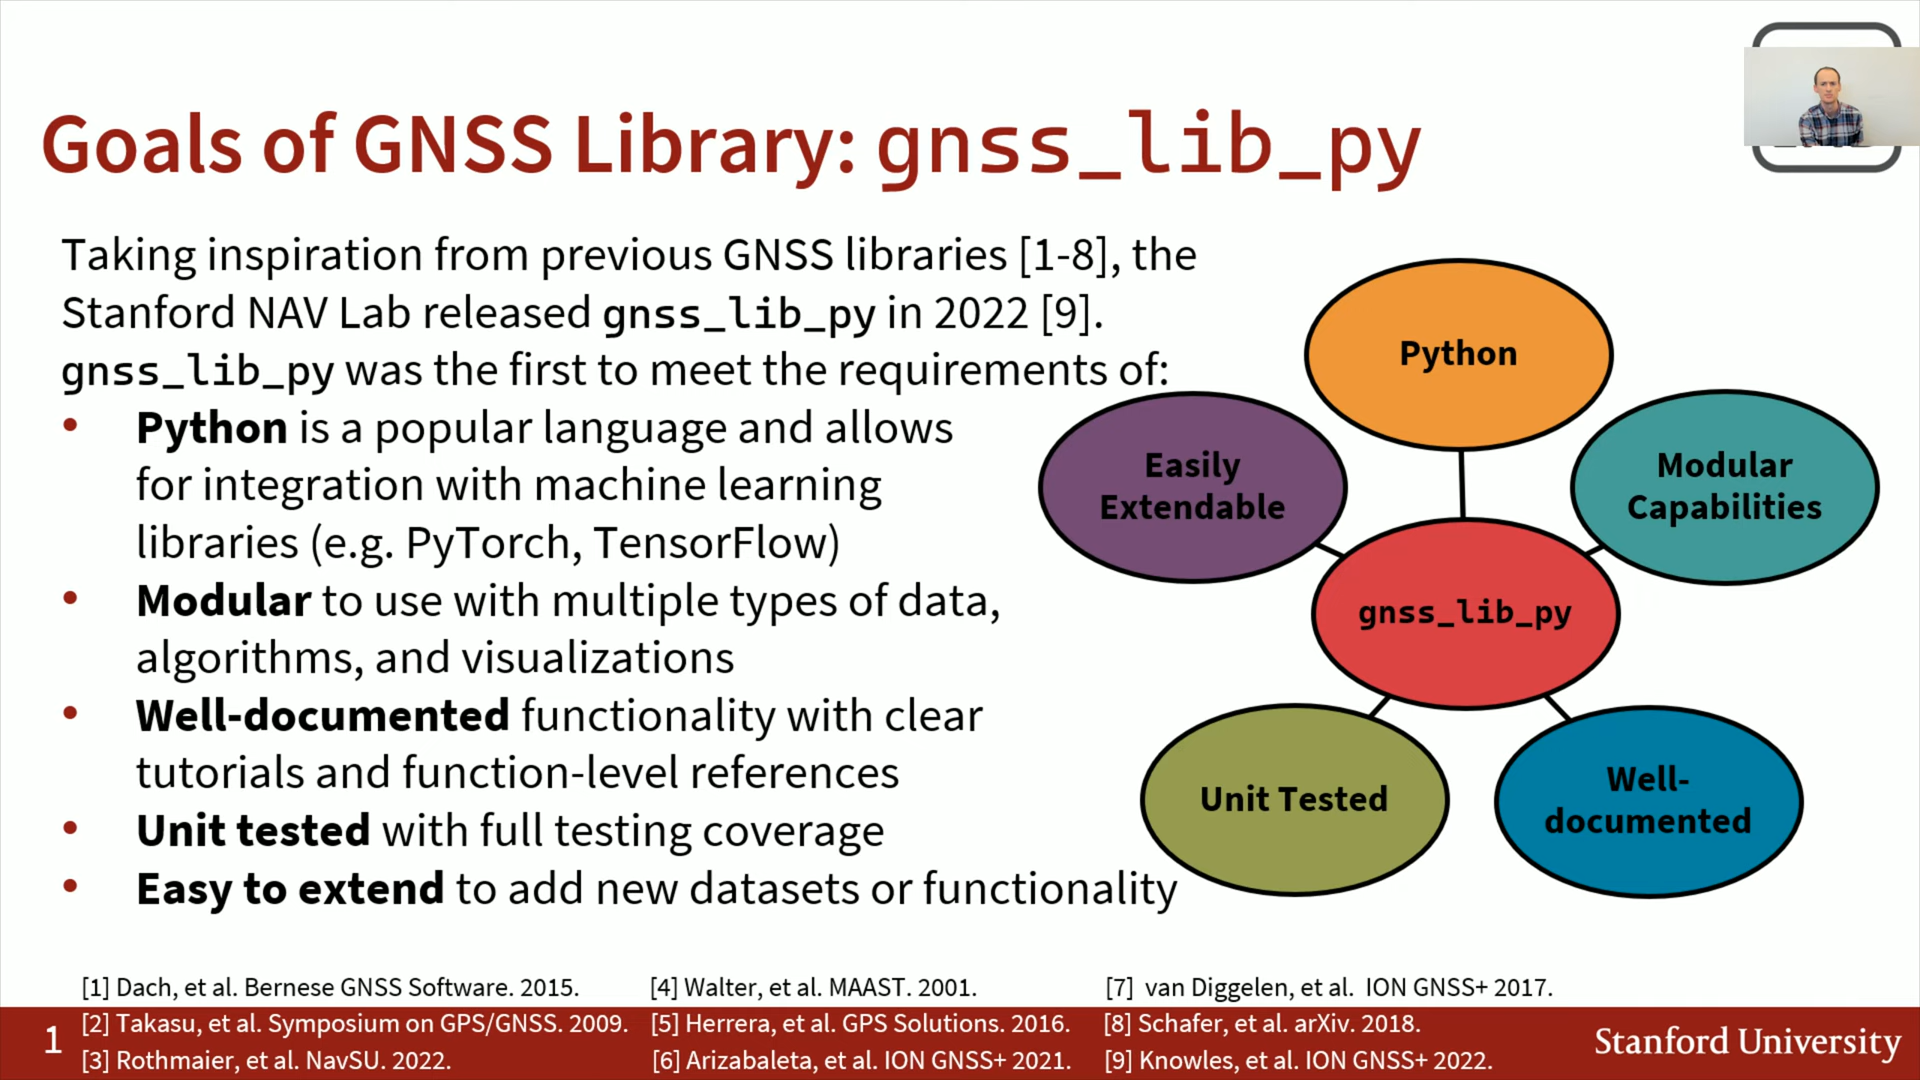 Goals of GNSS Library: gnss_lib_py
Taking inspiration from previous GNSS libraries [1-8], the
Stanford NAV Lab released gnss_lib_py in 2022 [9].
gnss_lib_py was the first to meet the requirements of:
• Python is a popular language and allows
for integration with machine learning
libraries (e.g. PyTorch, TensorFlow)
• Modular to use with multiple types of data,
algorithms, and visualizations
• Well-documented functionality with clear
tutorials and function-level references
• Unit tested with full testing coverage
• Easy to extend to add new datasets or functionality
Python
Easily
Extendable
Modular
Capabilities
gnss_lib_py
Unit Tested
Well-
documented
[1] Dach, et al. Bernese GNSS Software. 2015.
[2] Takasu, et al. Symposium on GPS/GNSS. 2009.
[3] Rothmaier, et al. NavSU. 2022.
[4] Walter, et al. MAAST. 2001.
[5] Herrera, et al. GPS Solutions. 2016.
[6] Arizabaleta, et al. ION GNSS+ 2021.
[7] van Diggelen, et al. ION GNSS+ 2017.
[8] Schafer, et al. arXiv. 2018.
[9] Knowles, et al. ION GNSS+ 2022.
1
Stanford University